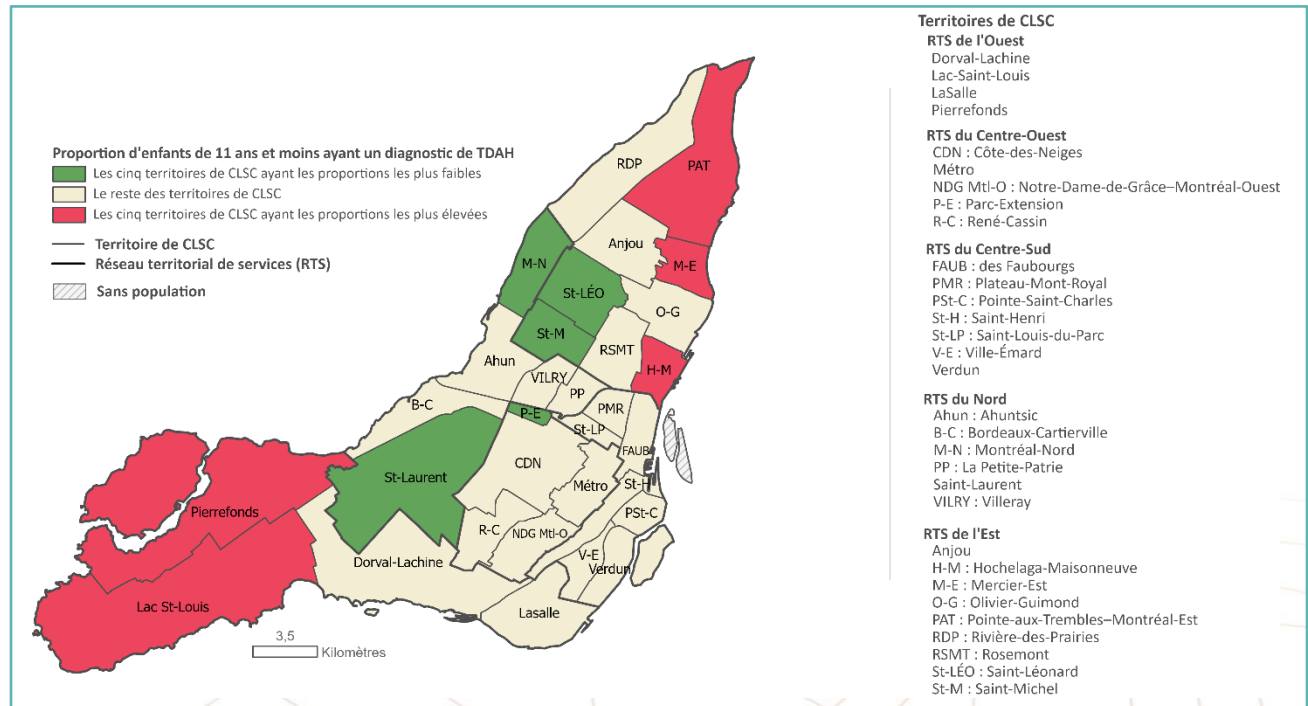 Proportion d'enfants de 11 ans et moins ayant un diagnostic de TDAH
Les cinq territoires de CLSC ayant les proportions les plus faibles
Le reste des territoires de CLSC
Les cinq territoires de CLSC ayant les proportions les plus élevées
Territoire de CLSC
Réseau territorial de services (RTS)
Sans population
RDP
PAT
Anjou
M-N
M-E
St-LÉO
O-G
St-M
RSMT
Ahun
H-M
VILRY
PP
B-C
PMR
P-E
St-LP
FAUB
CDN
St-Laurent
Métro
St-H
Pierrefonds
PSt-C
R-C
NDG Mtl-O
V-E
Dorval-Lachine
Verdun
Lac St-Louis
Lasalle
3,5
Kilomètres
Territoires de CLSC
RTS de l'Ouest
Dorval-Lachine
Lac-Saint-Louis
LaSalle
Pierrefonds
RTS du Centre-Ouest
CDN : Côte-des-Neiges
Métro
NDG Mtl-O : Notre-Dame-de-Grâce–Montréal-Ouest
P-E : Parc-Extension
R-C : René-Cassin
RTS du Centre-Sud
FAUB : des Faubourgs
PMR : Plateau-Mont-Royal
PSt-C : Pointe-Saint-Charles
St-H : Saint-Henri
St-LP : Saint-Louis-du-Parc
V-E : Ville-Émard
Verdun
RTS du Nord
Ahun : Ahuntsic
B-C : Bordeaux-Cartierville
M-N : Montréal-Nord
PP : La Petite-Patrie
Saint-Laurent
VILRY : Villeray
RTS de l'Est
Anjou
H-M : Hochelaga-Maisonneuve
M-E : Mercier-Est
O-G : Olivier-Guimond
PAT : Pointe-aux-Trembles–Montréal-Est
RDP : Rivière-des-Prairies
RSMT : Rosemont
St-LÉO : Saint-Léonard
St-M : Saint-Michel